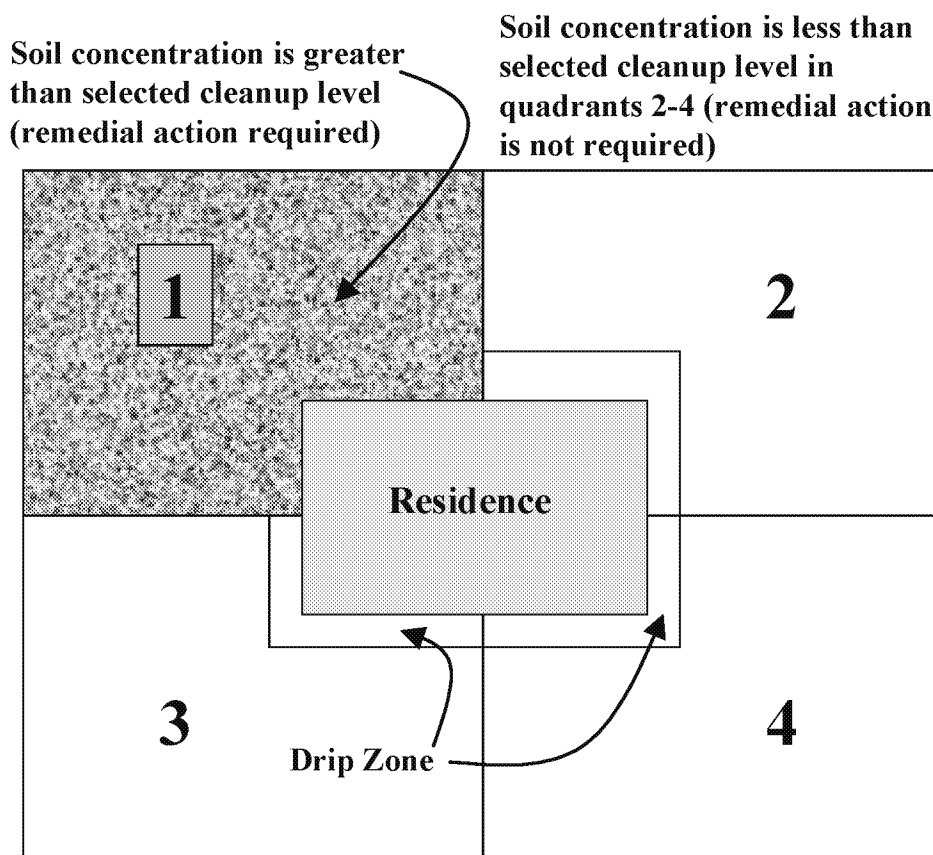 Soil concentration is greater
than selected cleanup level
(remedial action required)
Soil concentration is less than
selected cleanup level in
quadrants 2-4 (remedial action
is not required)
1
2
Residence
3
4
Drip Zone